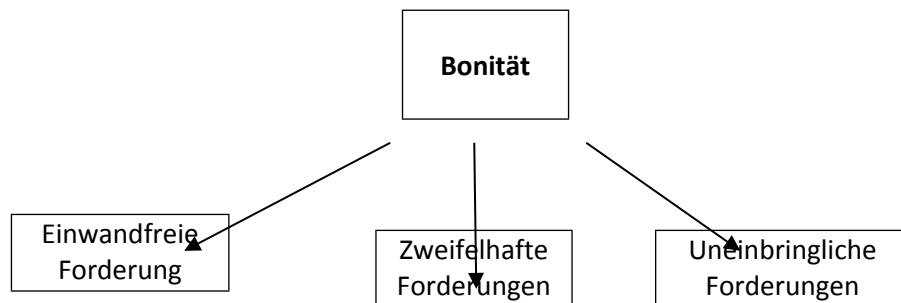 Bonität
Einwandfreie
Forderung
Zweifelhafte
Forderungen
Uneinbringliche
Forderungen